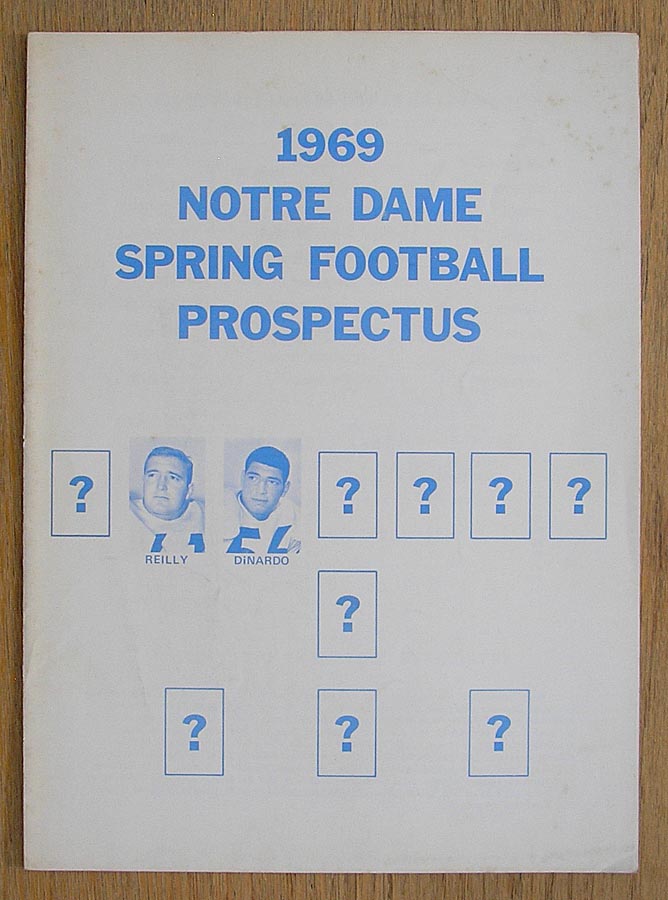 1969
NOTRE DAME
SPRING FOOTBALL
PROSPECTUS
? ? ? ? ?
REILLY DiNARDO
?
? ? ?